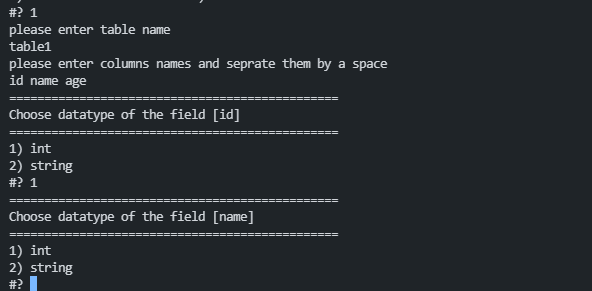 #? 1
please enter table name
table1
please enter columns names and seprate them by a space
id name age
===============================================
Choose datatype of the field [id]
===============================================
1) int
2) string
#? 1
===============================================
Choose datatype of the field [name]
===============================================
1) int
2) string
#?